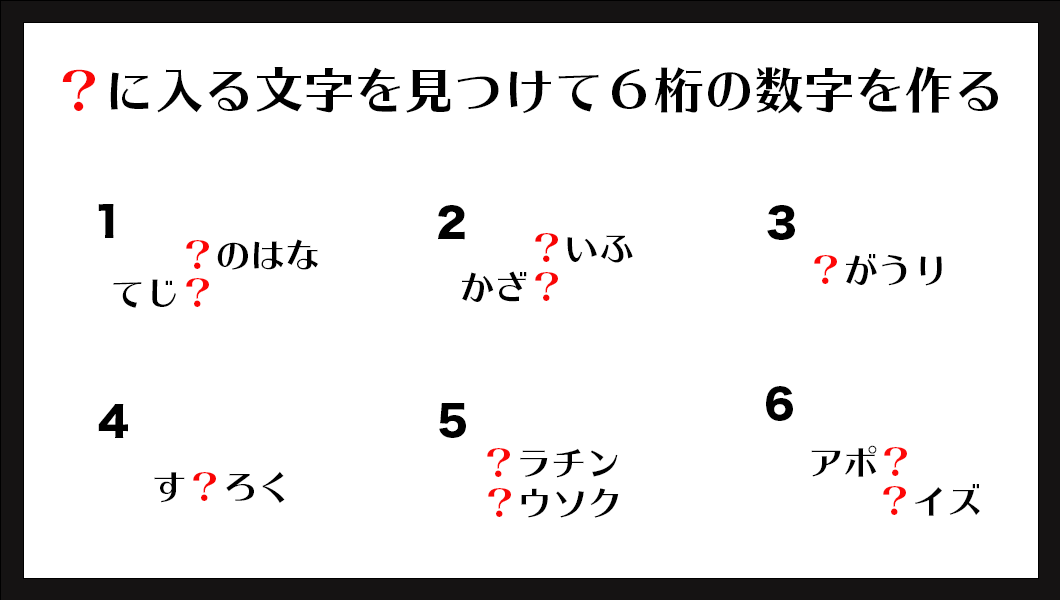 ？に入る文字を見つけて６桁の数字を作る
1
？のはな
てじ？
2
？いふ
かざ？
3
？がうり
4
す？ろく
5
？ラチン
？ウソク
6
アポ？
？イズ